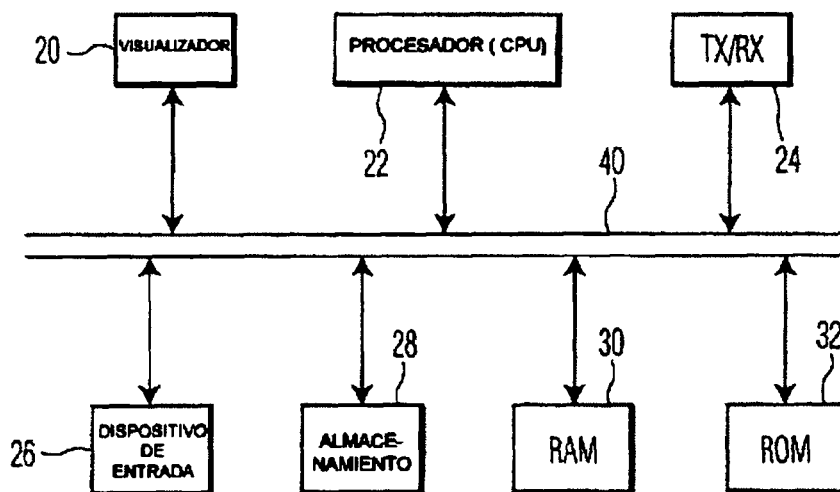 20
VISUALIZADOR
PROCESADOR ( CPU)
TX/RX
22
24
40
28
30
32
26
DISPOSITIVO
DE
ENTRADA
ALMACE-
NAMIENTO
RAM
ROM